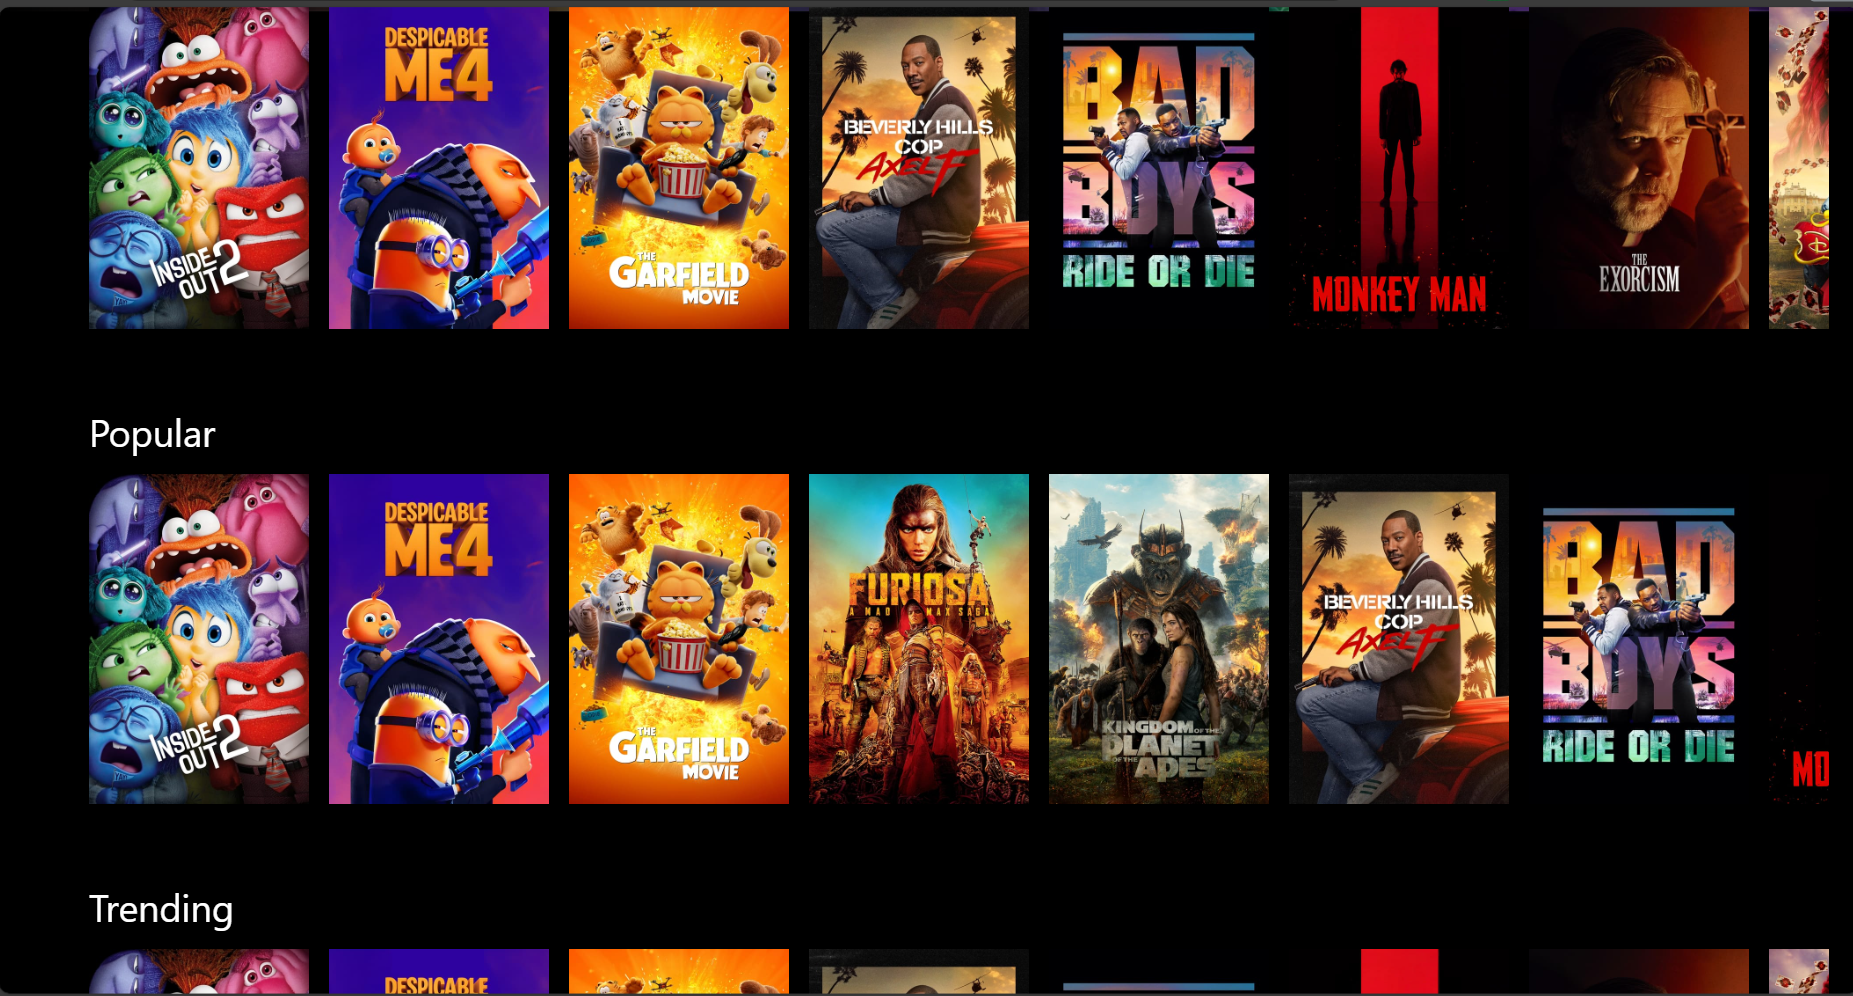 INSIDE
OUT 2
DESPICABLE
ME 4
THE
GARFIELD
MOVIE
BEVERLY HILLS
COP
AXEL F
BAD
BOYS
RIDE OR DIE
MONKEY MAN
THE
EXORCISM
Popular
INSIDE
OUT 2
DESPICABLE
ME 4
THE
GARFIELD
MOVIE
FURIOSA
A MAD MAX SAGA
KINGDOM OF THE
PLANET
OF THE APES
BEVERLY HILLS
COP
AXEL F
BAD
BOYS
RIDE OR DIE
MO
Trending
DESPICABLE